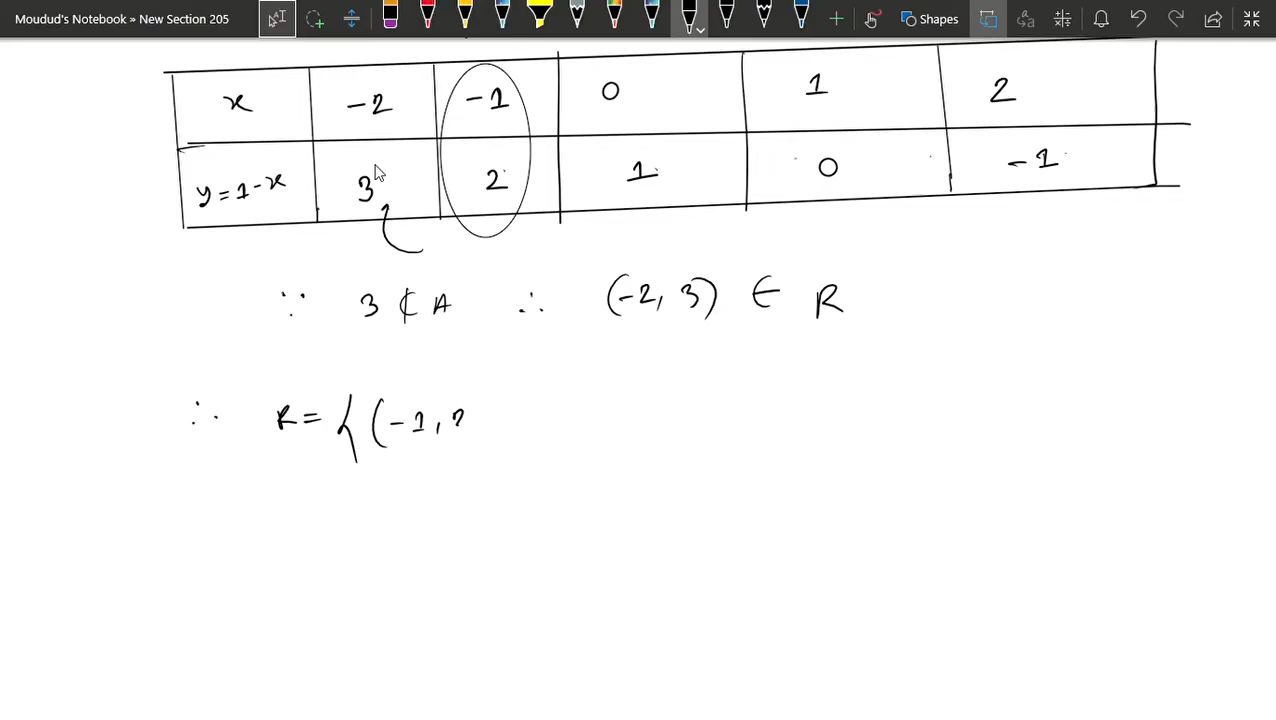 Moudud's Notebook » New Section 205 Shapes
x -2 -1 0 1 2
y = 1 - x 3 2 1 0 -1
∵ 3 ⊄ A ∴ (-2, 3) ∈ R
∴ R = { (-1, 2